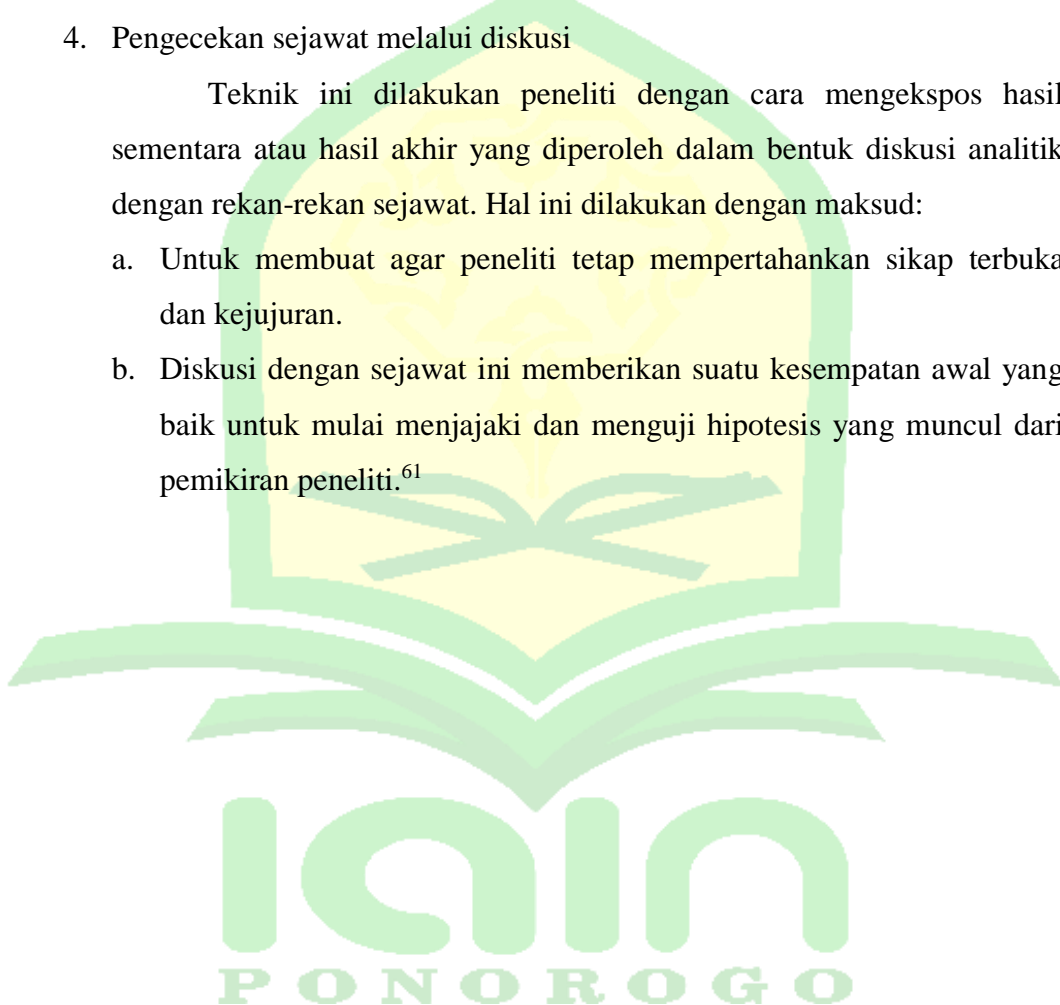 4. Pengecekan sejawat melalui diskusi
Teknik ini dilakukan peneliti dengan cara mengekspos hasil
sementara atau hasil akhir yang diperoleh dalam bentuk diskusi analitik
dengan rekan-rekan sejawat. Hal ini dilakukan dengan maksud:
a. Untuk membuat agar peneliti tetap mempertahankan sikap terbuka
dan kejujuran.
b. Diskusi dengan sejawat ini memberikan suatu kesempatan awal yang
baik untuk mulai menjajaki dan menguji hipotesis yang muncul dari
pemikiran peneliti.61
iain
PONOROGO